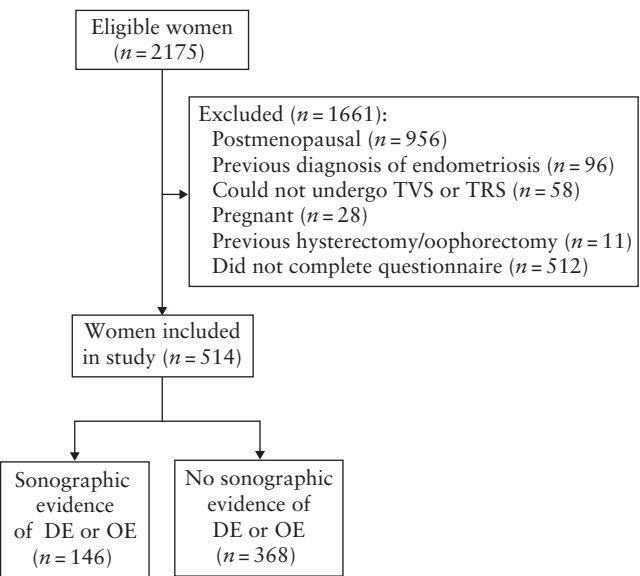 Eligible women
(n = 2175)
Excluded (n = 1661):
Postmenopausal (n = 956)
Previous diagnosis of endometriosis (n = 96)
Could not undergo TVS or TRS (n = 58)
Pregnant (n = 28)
Previous hysterectomy/oophorectomy (n = 11)
Did not complete questionnaire (n = 512)
Women included
in study (n = 514)
Sonographic
evidence
of DE or OE
(n = 146)
No sonographic
evidence of
DE or OE
(n = 368)